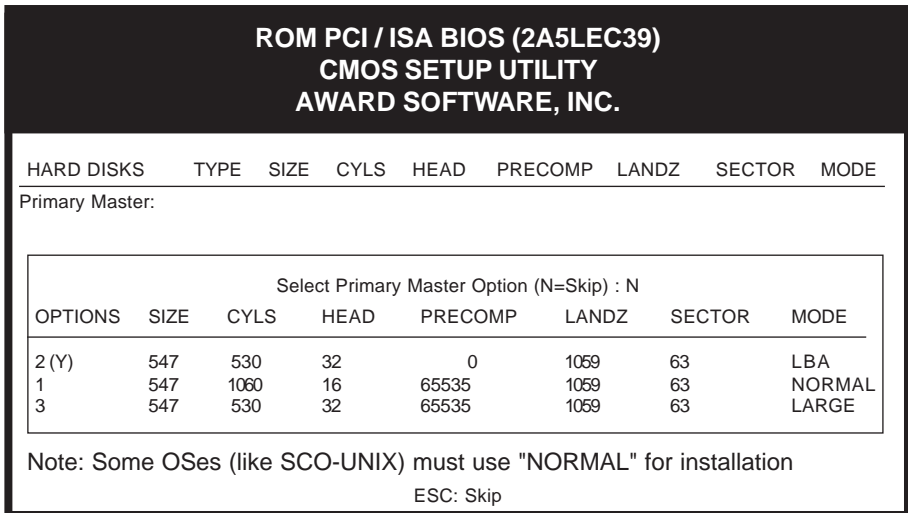 ROM PCI / ISA BIOS (2A5LEC39)
CMOS SETUP UTILITY
AWARD SOFTWARE, INC.
HARD DISKS TYPE SIZE CYLS HEAD PRECOMP LANDZ SECTOR MODE
Primary Master:
Select Primary Master Option (N=Skip) : N
OPTIONS SIZE CYLS HEAD PRECOMP LANDZ SECTOR MODE
2 (Y) 547 530 32 0 1059 63 LBA
1 547 1060 16 65535 1059 63 NORMAL
3 547 530 32 65535 1059 63 LARGE
Note: Some OSes (like SCO-UNIX) must use "NORMAL" for installation
ESC: Skip